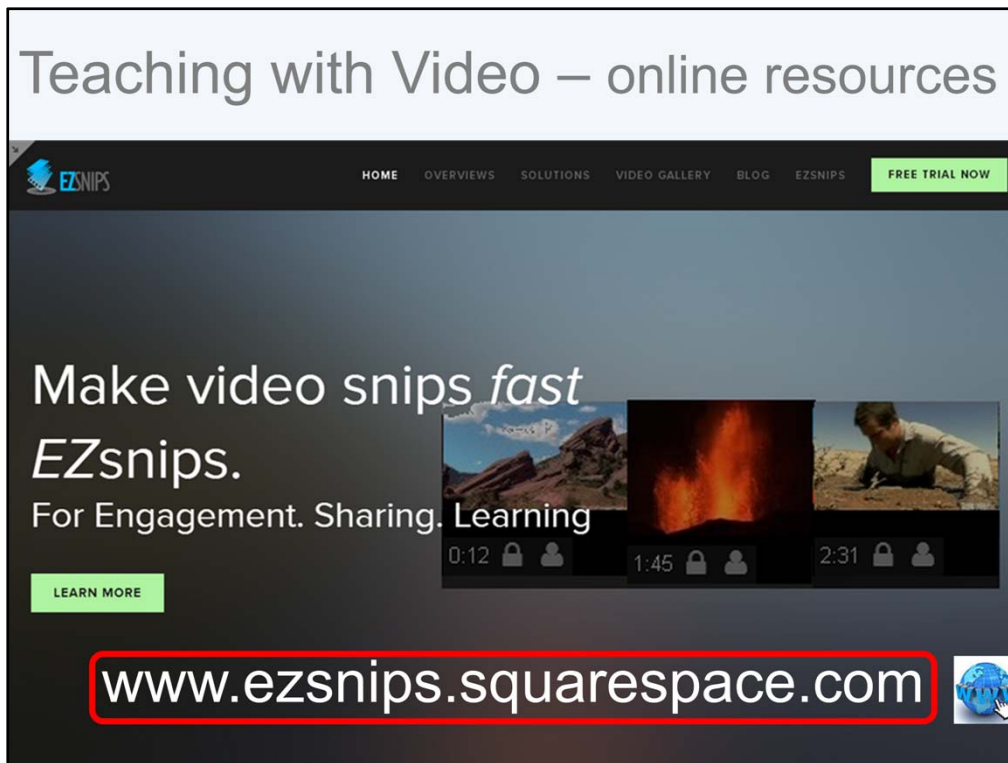 Teaching with Video – online resources
EZSNIPS
HOME OVERVIEWS SOLUTIONS VIDEO GALLERY BLOG EZSNIPS FREE TRIAL NOW
Make video snips fast
EZsnips.
For Engagement. Sharing. Learning
0:12 1:45 2:31
LEARN MORE
www.ezsnips.squarespace.com
www